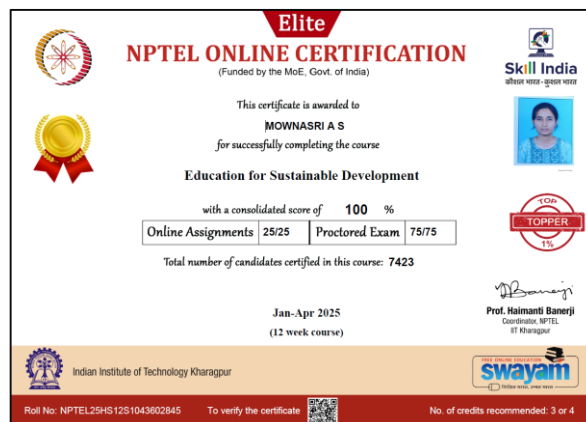 Elite
NPTEL ONLINE CERTIFICATION
(Funded by the MoE, Govt. of India)
Skill India
कौशल भारत - कुशल भारत
This certificate is awarded to
MOWNASRI A S
for successfully completing the course
Education for Sustainable Development
with a consolidated score of 100 %
Online Assignments 25/25 Proctored Exam 75/75
TOP
TOPPER
1%
Total number of candidates certified in this course: 7423
Jan-Apr 2025
(12 week course)
Prof. Haimanti Banerji
Coordinator, NPTEL
IIT Kharagpur
Indian Institute of Technology Kharagpur
FREE ONLINE EDUCATION
swayam
Roll No: NPTEL25HS12S1043602845 To verify the certificate No. of credits recommended: 3 or 4